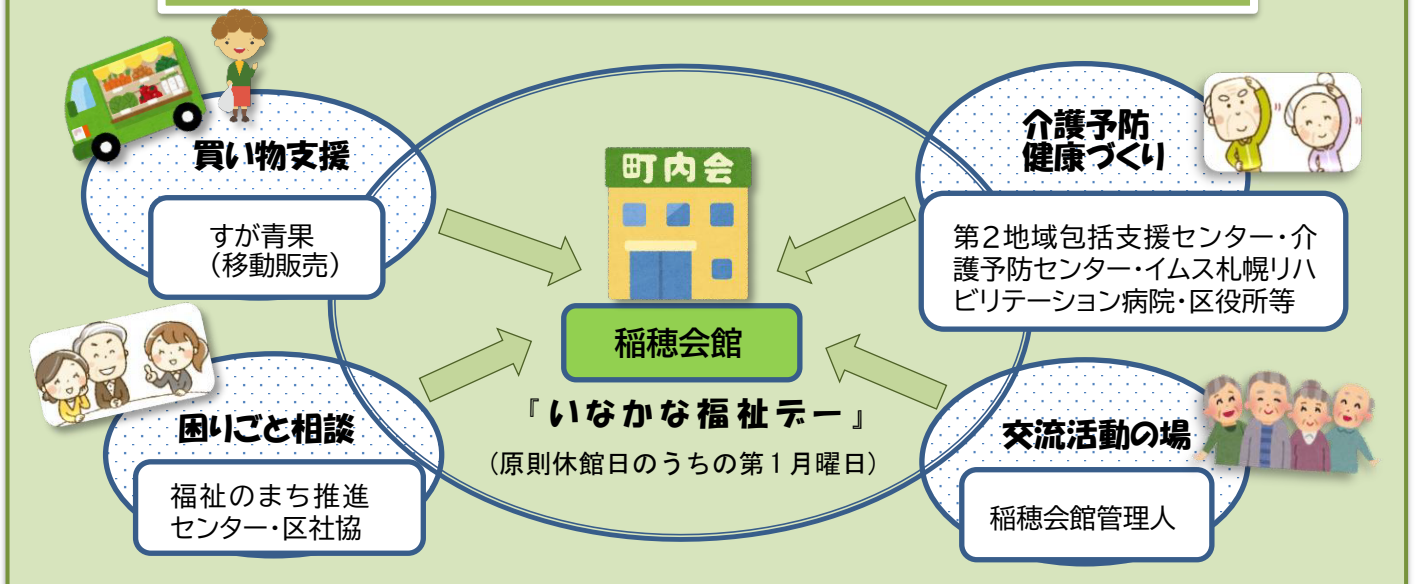 買い物支援
すが青果
（移動販売）
介護予防
健康づくり
第２地域包括支援センター・介
護予防センター・イムス札幌リハ
ビリテーション病院・区役所等
町内会
稲穂会館
『いなかな福祉デー』
（原則休館日のうちの第１月曜日）
困りごと相談
福祉のまち推進
センター・区社協
交流活動の場
稲穂会館管理人